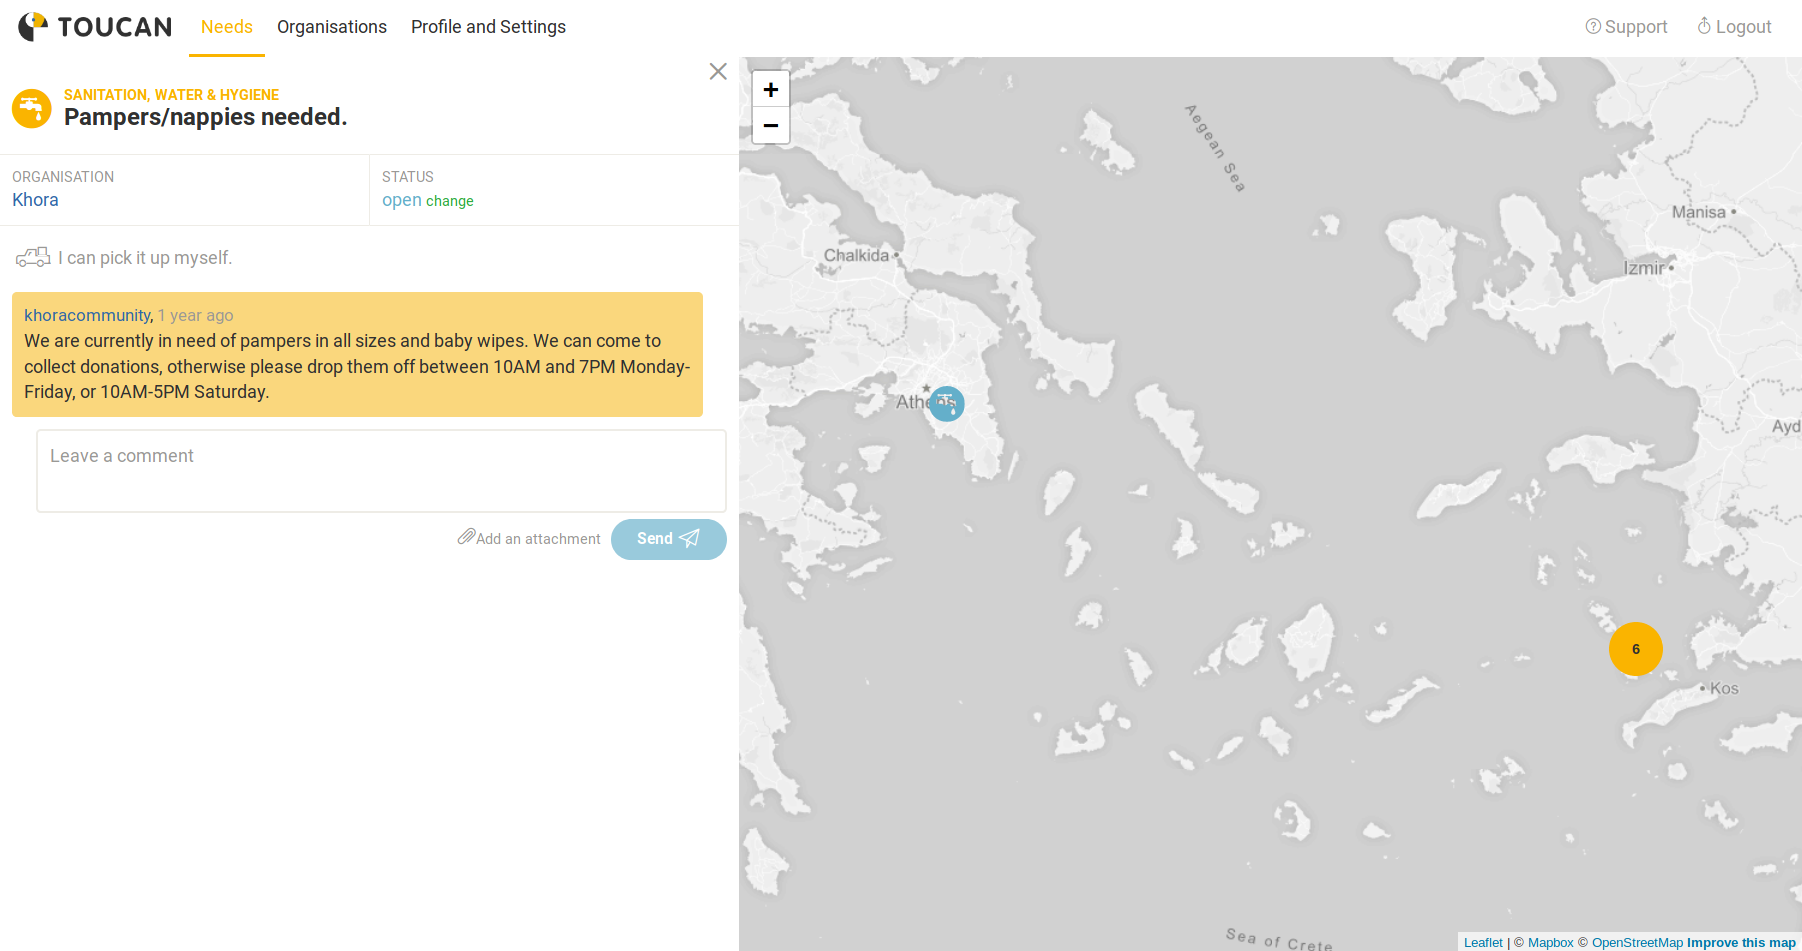 TOUCAN Needs Organisations Profile and Settings Support Logout
SANITATION, WATER & HYGIENE
Pampers/nappies needed.
ORGANISATION
Khora
STATUS
open change
I can pick it up myself.
khoracommunity, 1 year ago
We are currently in need of pampers in all sizes and baby wipes. We can come to
collect donations, otherwise please drop them off between 10AM and 7PM Monday-
Friday, or 10AM-5PM Saturday.
Leave a comment
Add an attachment
Send
+
−
Aegean Sea
Manisa
Chalkida
Izmir
Athens
Ayd
6
Kos
Sea of Crete
Leaflet | © Mapbox © OpenStreetMap Improve this map